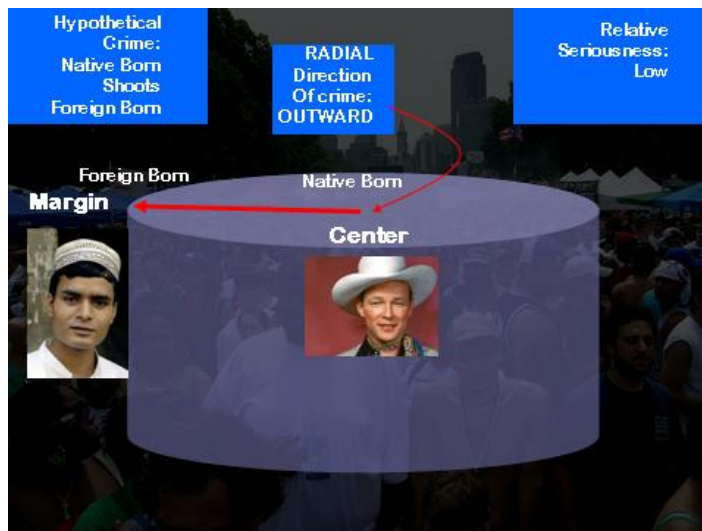 Hypothetical
Crime:
Native Born
Shoots
Foreign Born
RADIAL
Direction
Of crime:
OUTWARD
Relative
Seriousness:
Low
Foreign Born
Native Born
Margin
Center